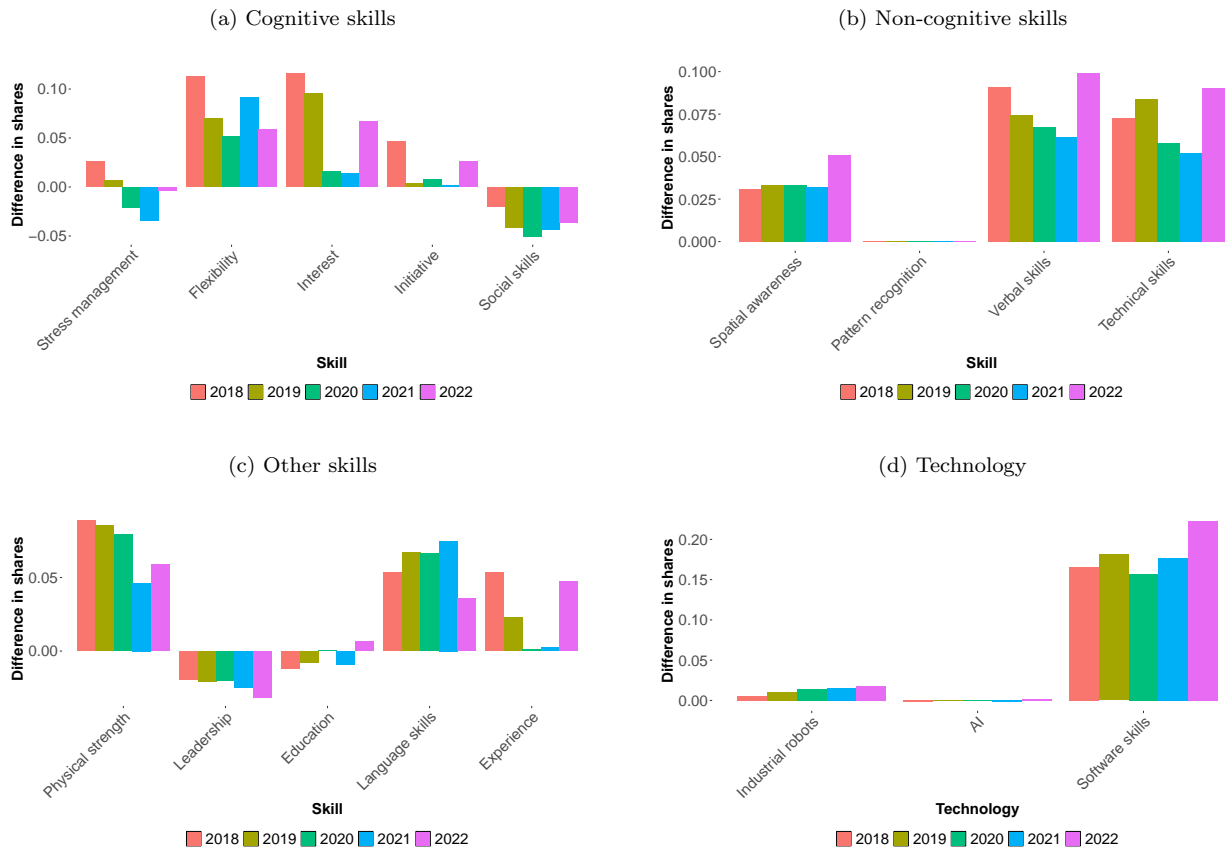 (a) Cognitive skills
Difference in shares
0.10
0.05
0.00
−0.05
Stress management
Flexibility
Interest
Initiative
Social skills
Skill
2018 2019 2020 2021 2022
(b) Non-cognitive skills
Difference in shares
0.100
0.075
0.050
0.025
0.000
Spatial awareness
Pattern recognition
Verbal skills
Technical skills
Skill
2018 2019 2020 2021 2022
(c) Other skills
Difference in shares
0.05
0.00
Physical strength
Leadership
Education
Language skills
Experience
Skill
2018 2019 2020 2021 2022
(d) Technology
Difference in shares
0.20
0.15
0.10
0.05
0.00
Industrial robots
AI
Software skills
Technology
2018 2019 2020 2021 2022